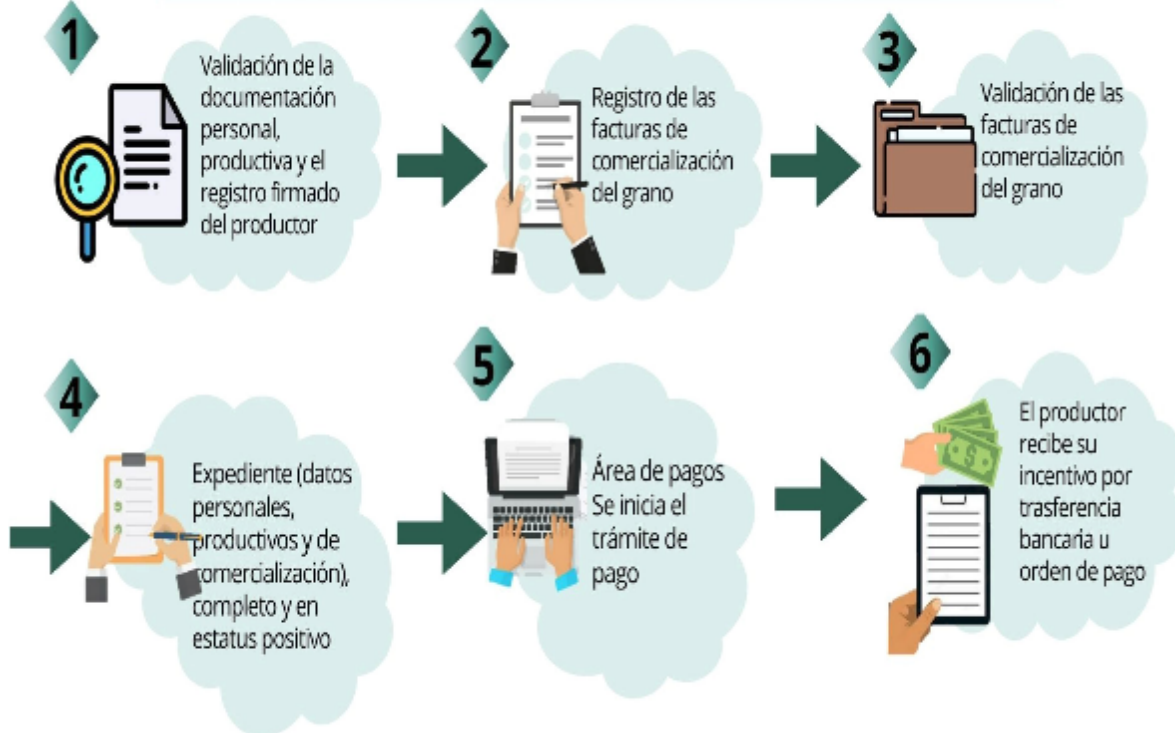 1
Validación de la
documentación
personal,
productiva y el
registro firmado
del productor
2
Registro de las
facturas de
comercialización
del grano
3
Validación de las
facturas de
comercialización
del grano
4
Expediente (datos
personales,
productivos y de
comercialización),
completo y en
estatus positivo
5
Área de pagos
Se inicia el
trámite de
pago
6
El productor
recibe su
incentivo por
trasferencia
bancaria u
orden de pago